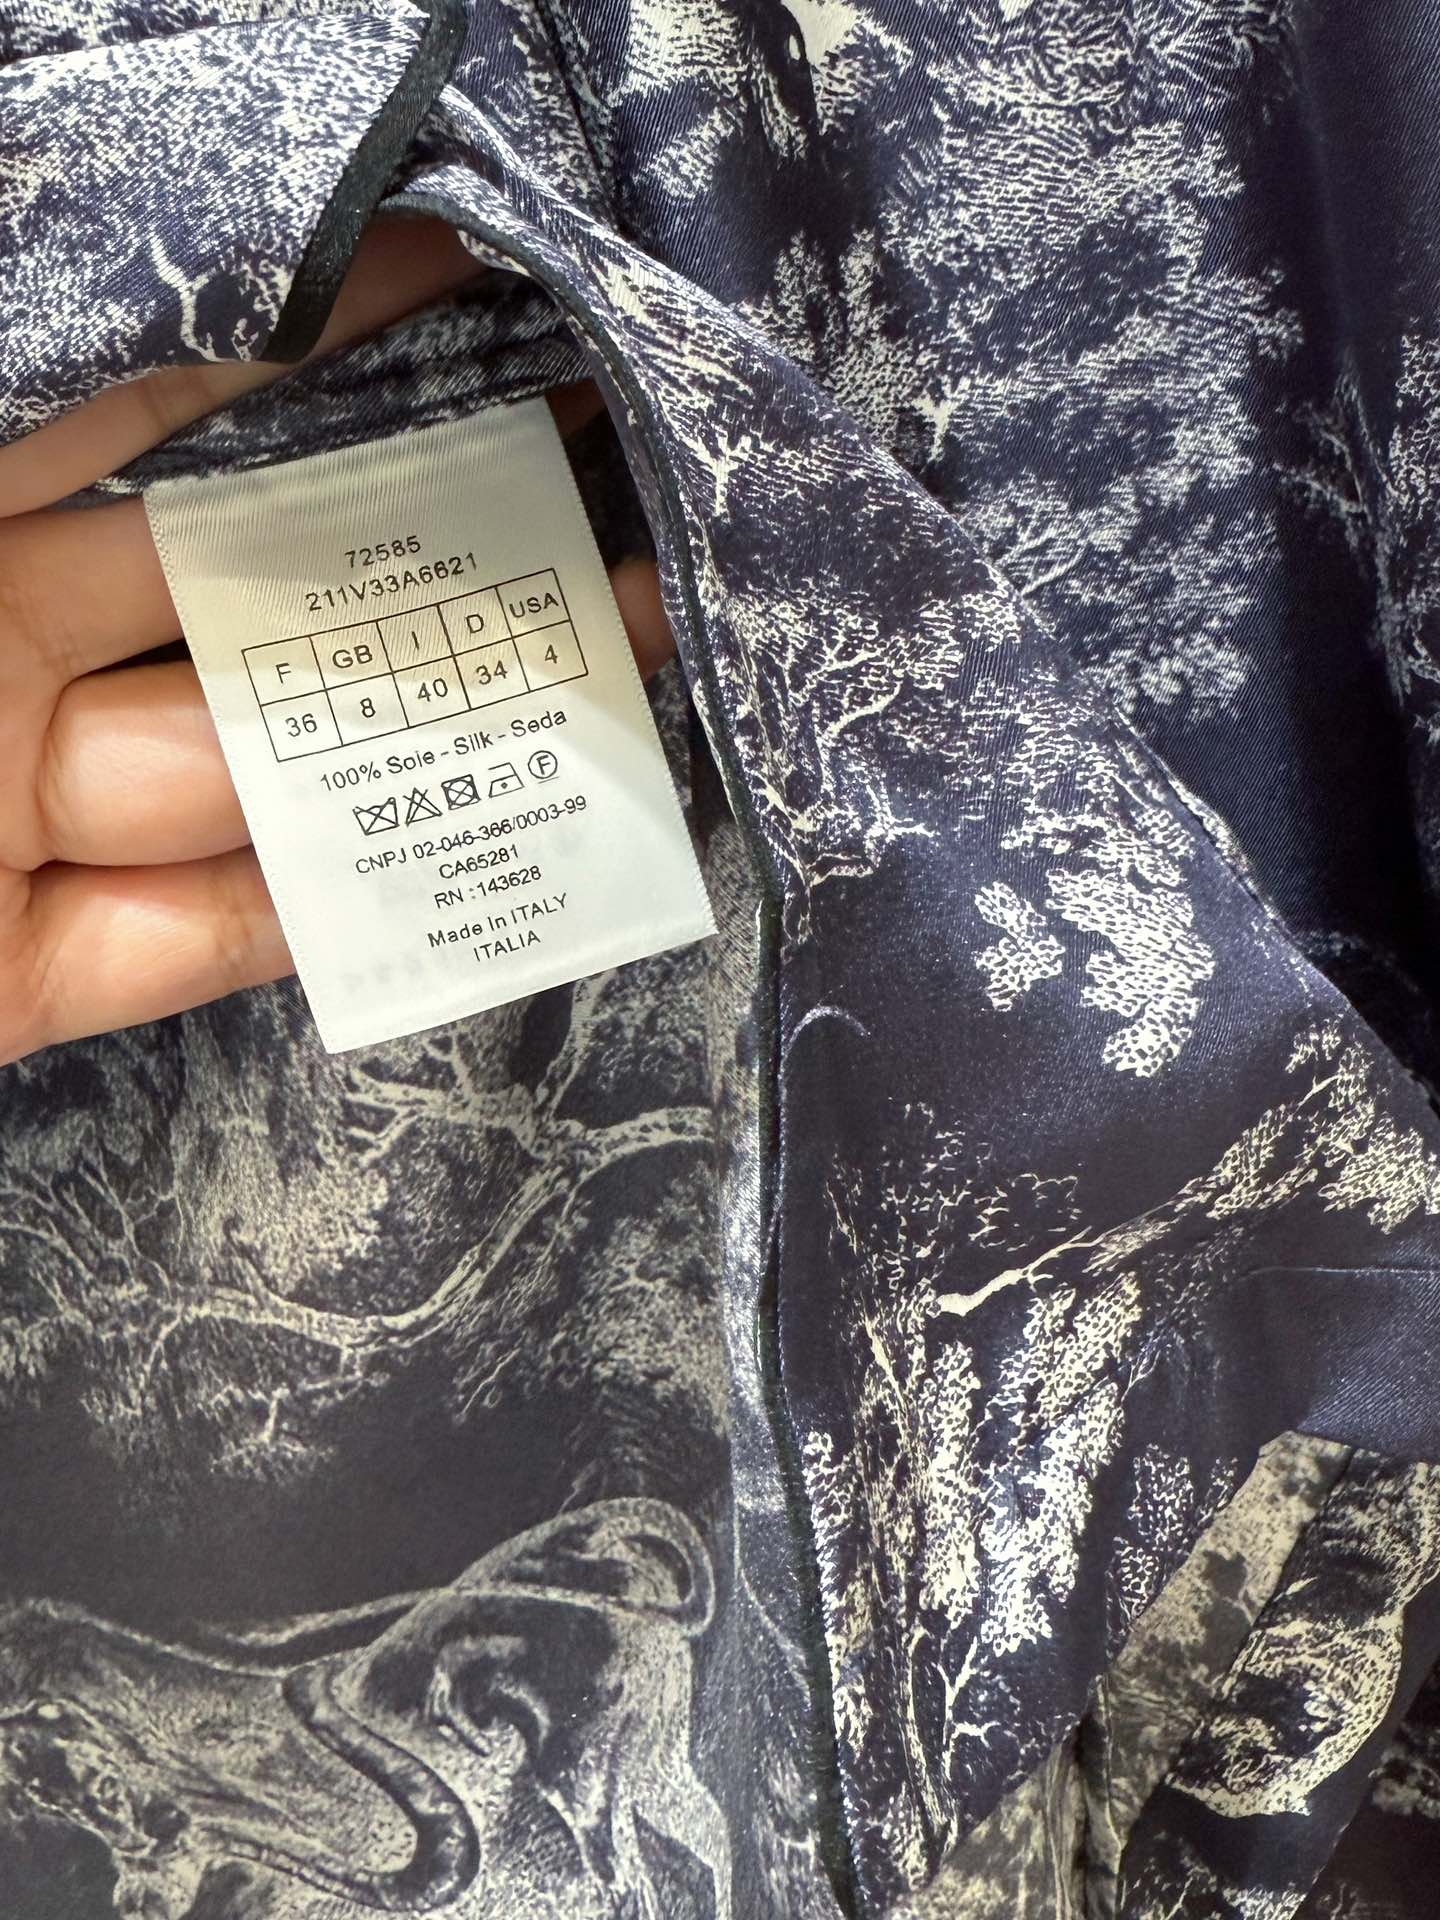 72585
211V33A6621
F GB I D USA
36 8 40 34 4
100% Soie - Silk - Seda
F
CNPJ 02-046-366/0003-99
CA65281
RN :143628
Made In ITALY
ITALIA